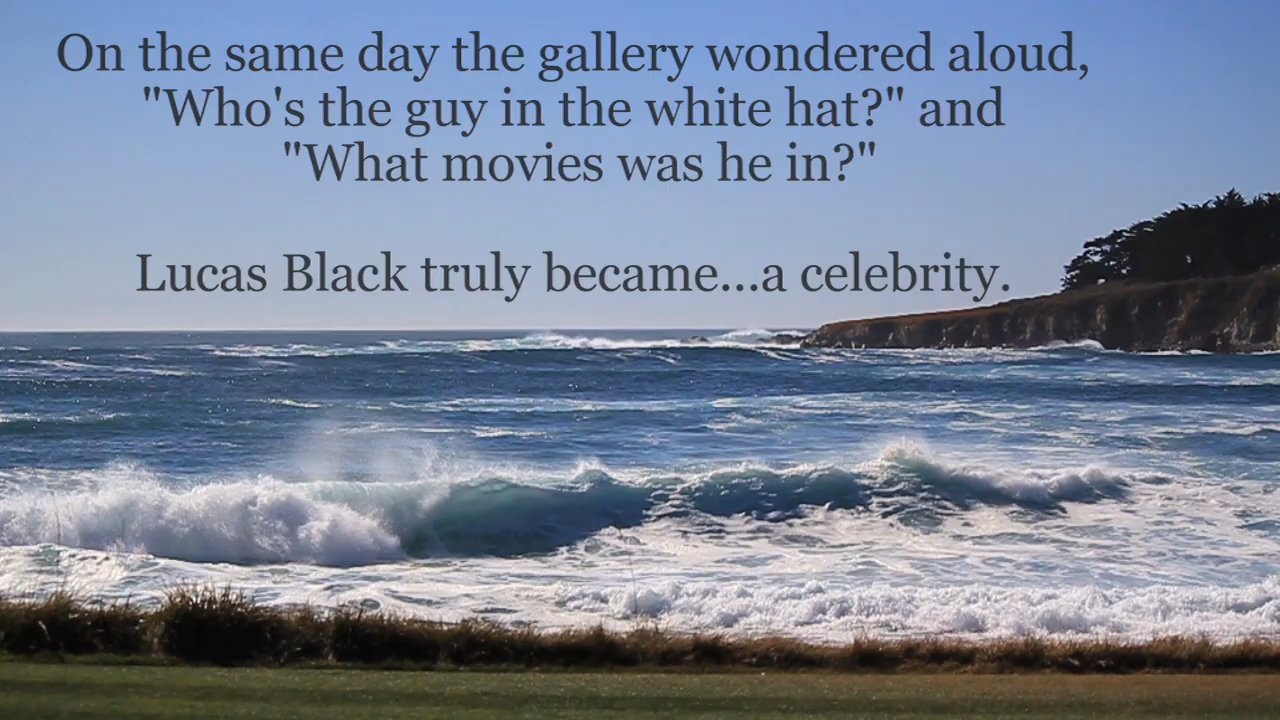 On the same day the gallery wondered aloud,
"Who's the guy in the white hat?" and
"What movies was he in?"
Lucas Black truly became...a celebrity.